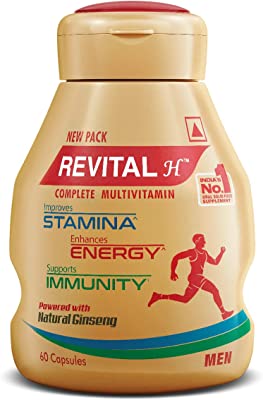 NEW PACK
REVITAL H™
COMPLETE MULTIVITAMIN
INDIA'S
No.1
Improves
STAMINA^
Enhances
ENERGY^
Supports
IMMUNITY^
Powered with
Natural Ginseng
60 Capsules
MEN